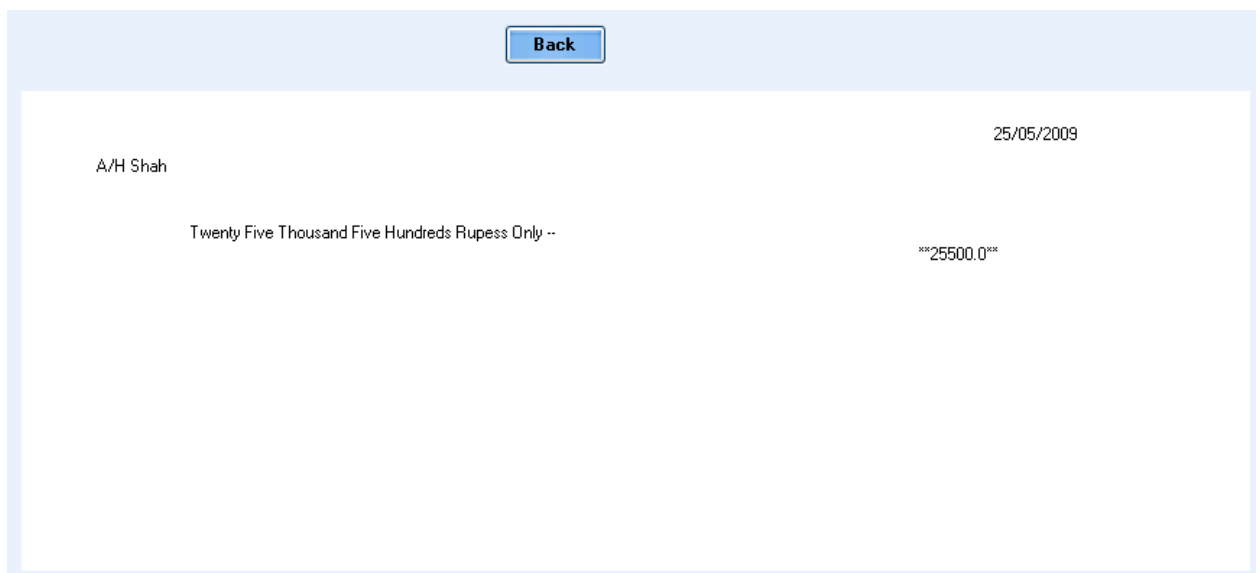 Back
25/05/2009
A/H Shah
Twenty Five Thousand Five Hundreds Rupess Only --
**25500.0**